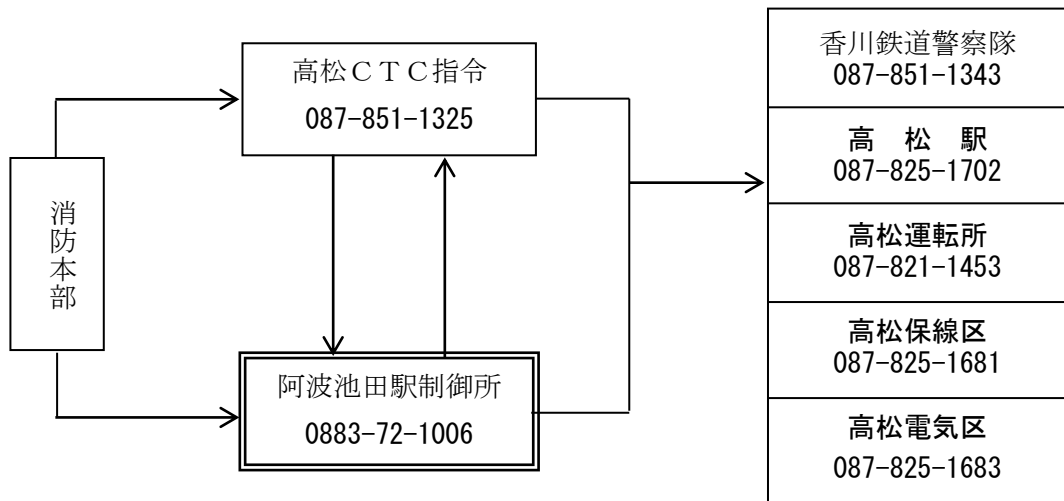 消防本部
高松ＣＴＣ指令
087-851-1325
阿波池田駅制御所
0883-72-1006
香川鉄道警察隊
087-851-1343
高　松　駅
087-825-1702
高松運転所
087-821-1453
高松保線区
087-825-1681
高松電気区
087-825-1683